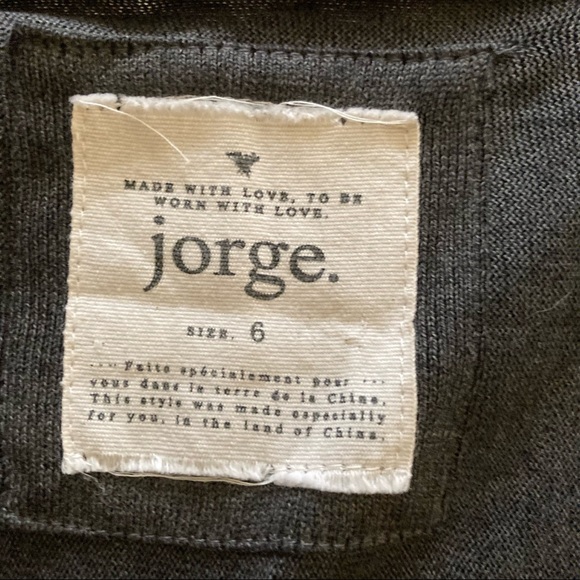 MADE WITH LOVE, TO BE
WORN WITH LOVE.
jorge.
SIZE. 6
.... Faite spécialement pour ...
vous dans la terre de la Chine.
This style was made especially
for you, in the land of China.